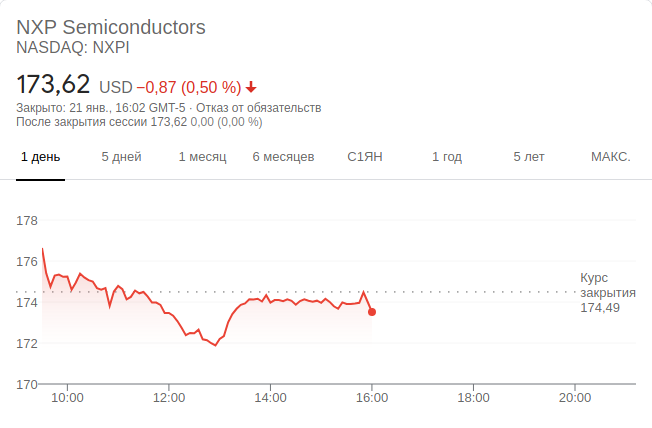 NXP Semiconductors
NASDAQ: NXPI
173,62 USD −0,87 (0,50 %)
Закрыто: 21 янв., 16:02 GMT-5 · Отказ от обязательств
После закрытия сессии 173,62 0,00 (0,00 %)
1 день 5 дней 1 месяц 6 месяцев С1ЯН 1 год 5 лет МАКС.
178
176
Курс
закрытия
174
174,49
172
170
10:00 12:00 14:00 16:00 18:00 20:00